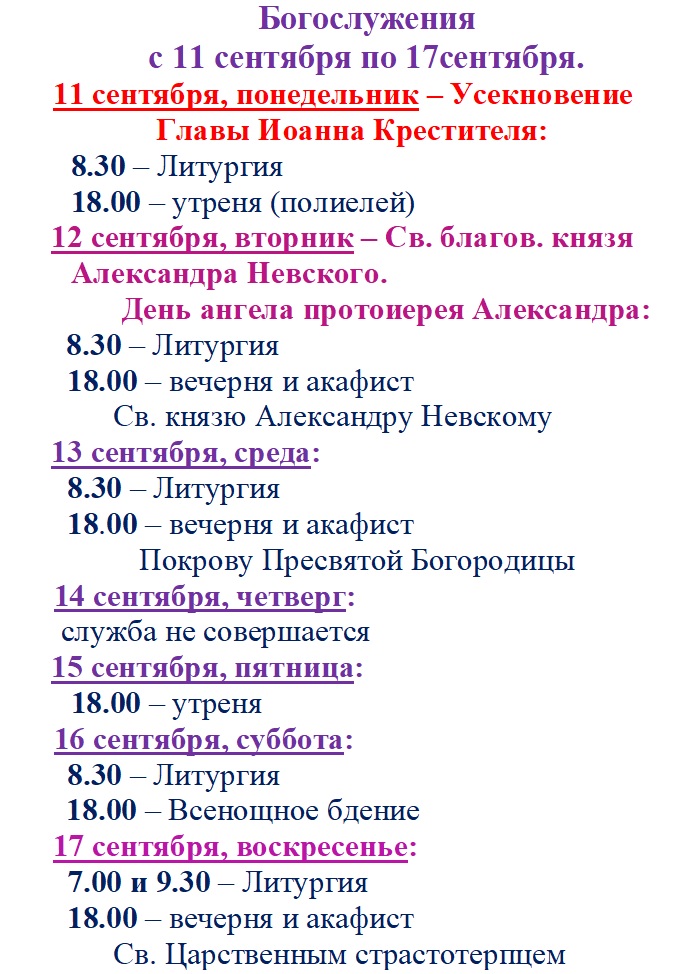 Богослужения
с 11 сентября по 17сентября.
11 сентября, понедельник – Усекновение
Главы Иоанна Крестителя:
8.30 – Литургия
18.00 – утреня (полиелей)
12 сентября, вторник – Св. благов. князя
Александра Невского.
День ангела протоиерея Александра:
8.30 – Литургия
18.00 – вечерня и акафист
Св. князю Александру Невскому
13 сентября, среда:
8.30 – Литургия
18.00 – вечерня и акафист
Покрову Пресвятой Богородицы
14 сентября, четверг:
служба не совершается
15 сентября, пятница:
18.00 – утреня
16 сентября, суббота:
8.30 – Литургия
18.00 – Всенощное бдение
17 сентября, воскресенье:
7.00 и 9.30 – Литургия
18.00 – вечерня и акафист
Св. Царственным страстотерпцем